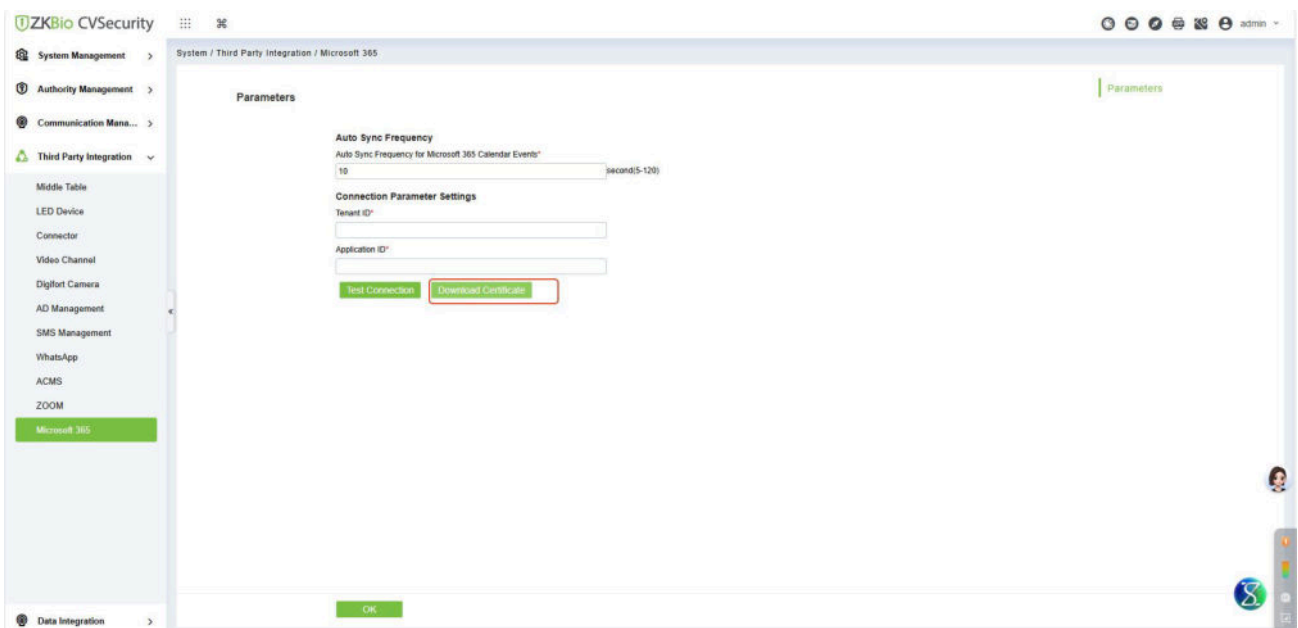 ZKBio CVSecurity
admin
System Management
System / Third Party Integration / Microsoft 365
Authority Management
Communication Mana...
Third Party Integration
Middle Table
LED Device
Connector
Video Channel
Digifort Camera
AD Management
SMS Management
WhatsApp
ACMS
ZOOM
Microsoft 365
Data Integration
Parameters
Auto Sync Frequency
Auto Sync Frequency for Microsoft 365 Calendar Events*
10 second(5-120)
Connection Parameter Settings
Tenant ID*
Application ID*
Test Connection Download Certificate
OK
Parameters